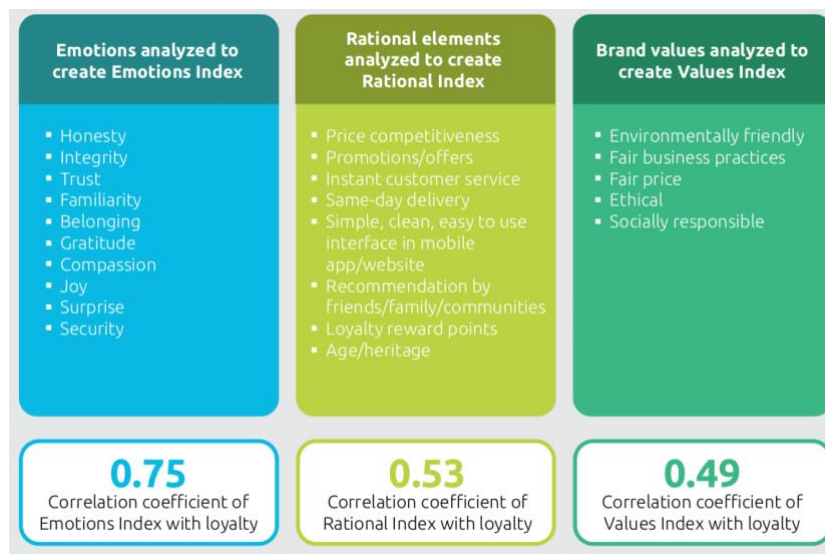 Emotions analyzed to
create Emotions Index
▪ Honesty
▪ Integrity
▪ Trust
▪ Familiarity
▪ Belonging
▪ Gratitude
▪ Compassion
▪ Joy
▪ Surprise
▪ Security
0.75
Correlation coefficient of
Emotions Index with loyalty
Rational elements
analyzed to create
Rational Index
▪ Price competitiveness
▪ Promotions/offers
▪ Instant customer service
▪ Same-day delivery
▪ Simple, clean, easy to use
interface in mobile
app/website
▪ Recommendation by
friends/family/communities
▪ Loyalty reward points
▪ Age/heritage
0.53
Correlation coefficient of
Rational Index with loyalty
Brand values analyzed to
create Values Index
▪ Environmentally friendly
▪ Fair business practices
▪ Fair price
▪ Ethical
▪ Socially responsible
0.49
Correlation coefficient of
Values Index with loyalty